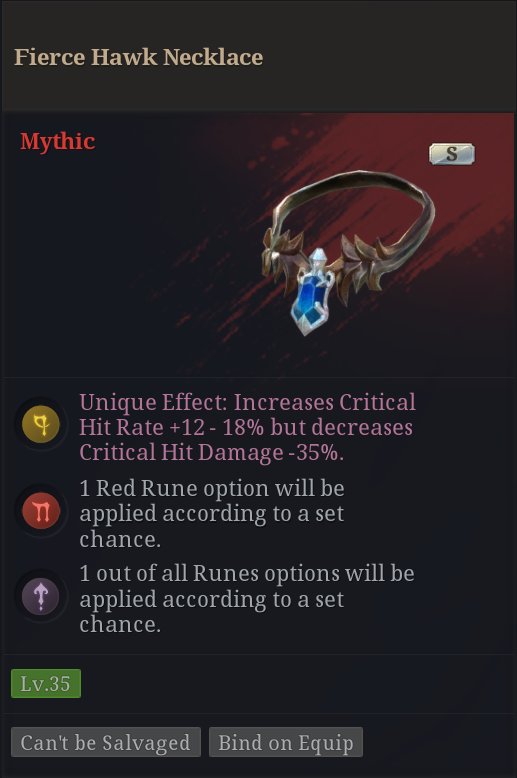 Fierce Hawk Necklace
Mythic
S
Unique Effect: Increases Critical
Hit Rate +12 - 18% but decreases
Critical Hit Damage -35%.
1 Red Rune option will be
applied according to a set
chance.
1 out of all Runes options will be
applied according to a set
chance.
Lv.35
Can't be Salvaged Bind on Equip